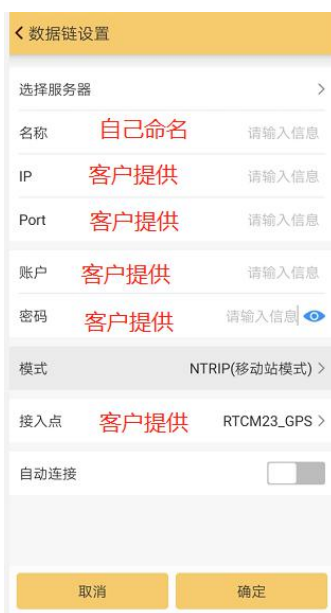 数据链设置
选择服务器
名称 自己命名 请输入信息
IP 客户提供 请输入信息
Port 客户提供 请输入信息
账户 客户提供 请输入信息
密码 客户提供 请输入信息
模式 NTRIP(移动站模式)
接入点 客户提供 RTCM23_GPS
自动连接
取消 确定